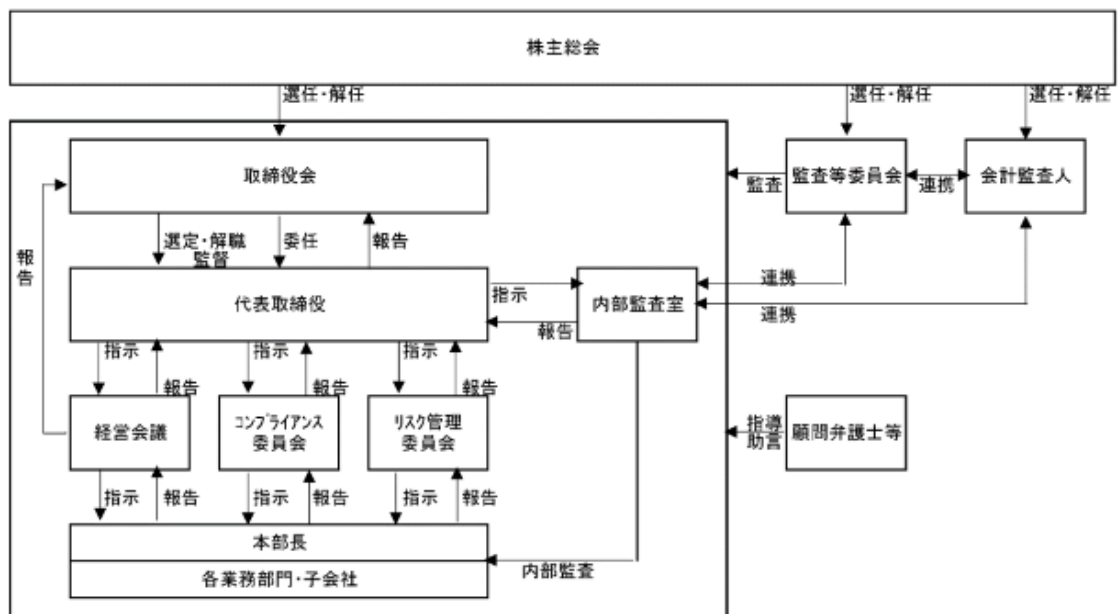 株主総会
選任・解任
選任・解任
選任・解任
取締役会
監査
監査等委員会
連携
会計監査人
報告
選定・解職
監督
委任
報告
代表取締役
指示
報告
内部監査室
連携
連携
指示
報告
指示
報告
指示
報告
経営会議
コンプライアンス
委員会
リスク管理
委員会
指導
助言
顧問弁護士等
指示
報告
指示
報告
指示
報告
本部長
内部監査
各業務部門・子会社